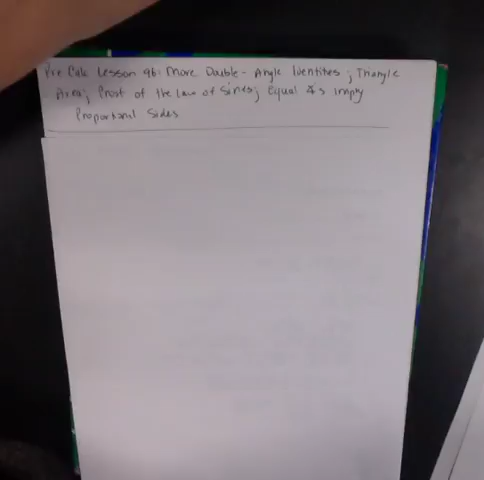 Pre Calc Lesson 96: More Double-Angle Identities; Triangle
Area; Proof of the Law of Sines; Equal ∠'s imply
Proportional Sides